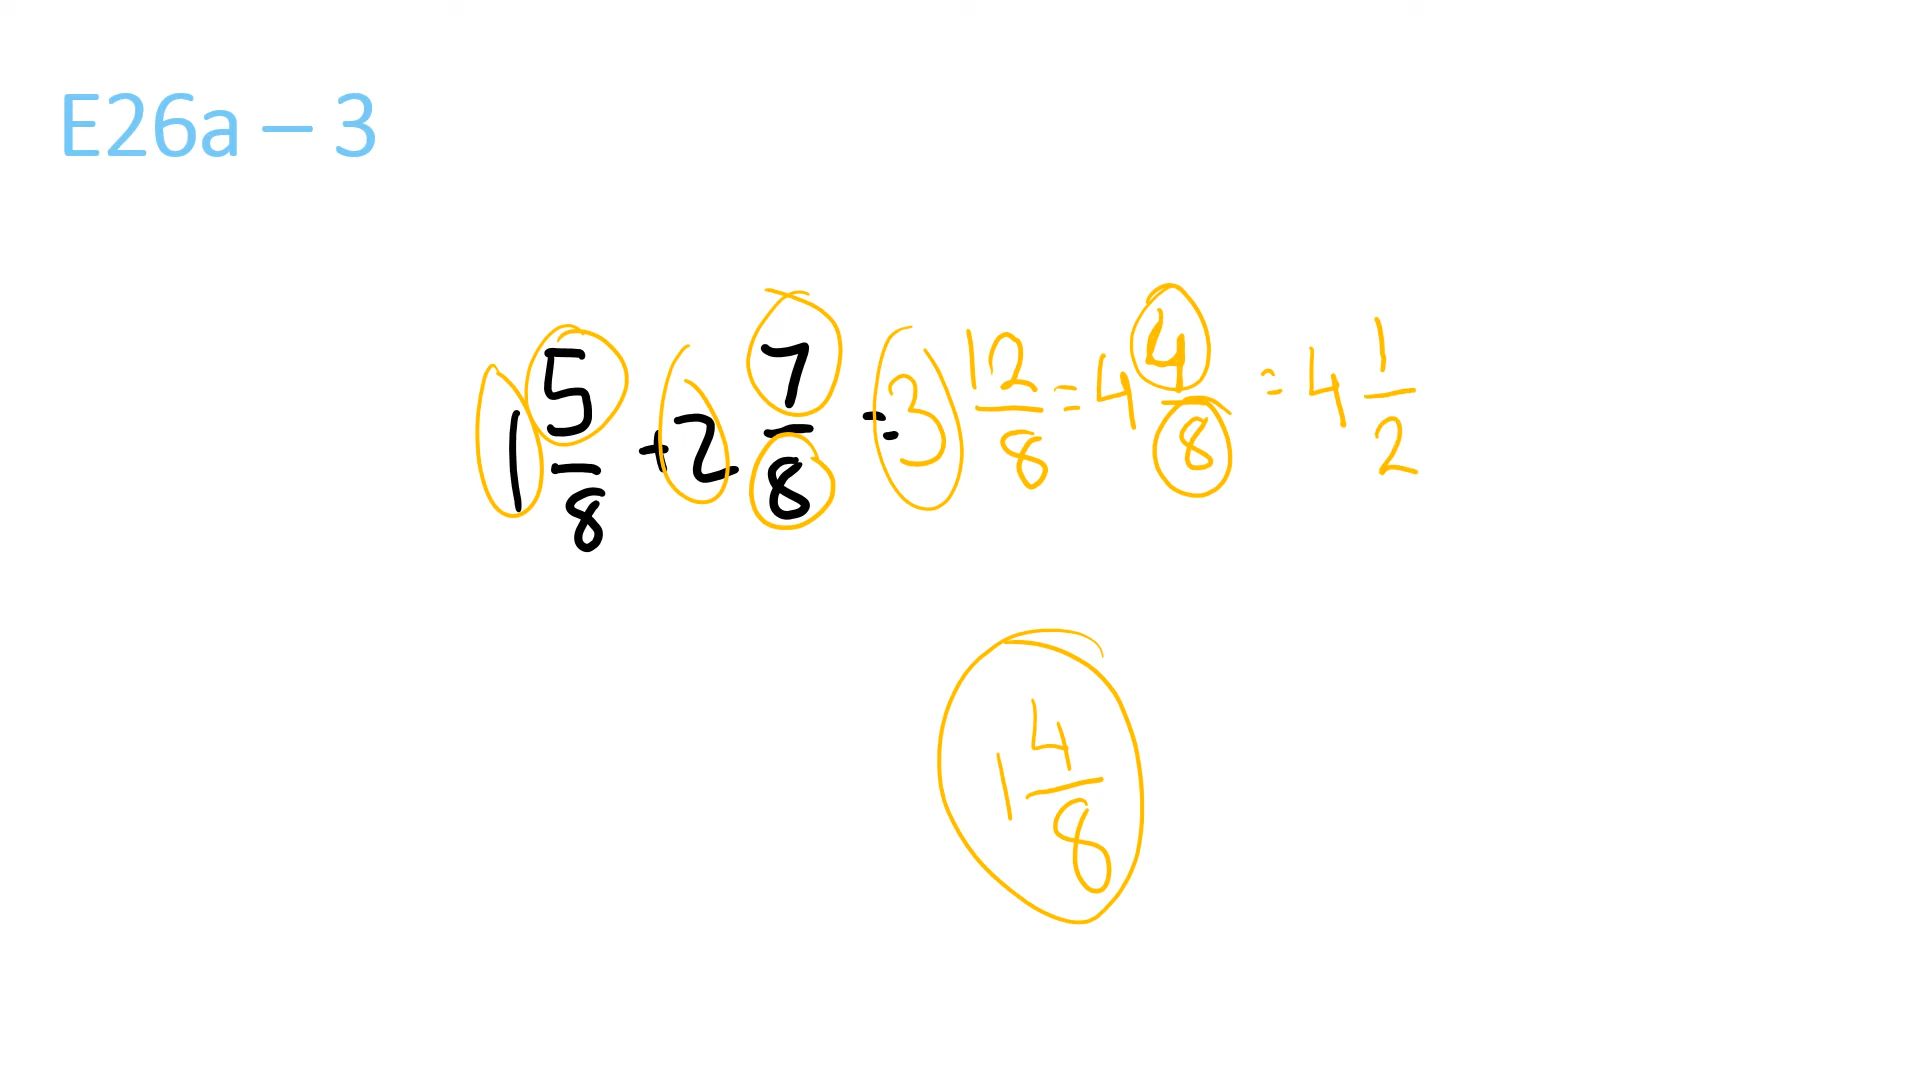 E26a – 3
1 5/8 + 2 7/8 = 3 12/8 = 4 4/8 = 4 1/2
1 4/8